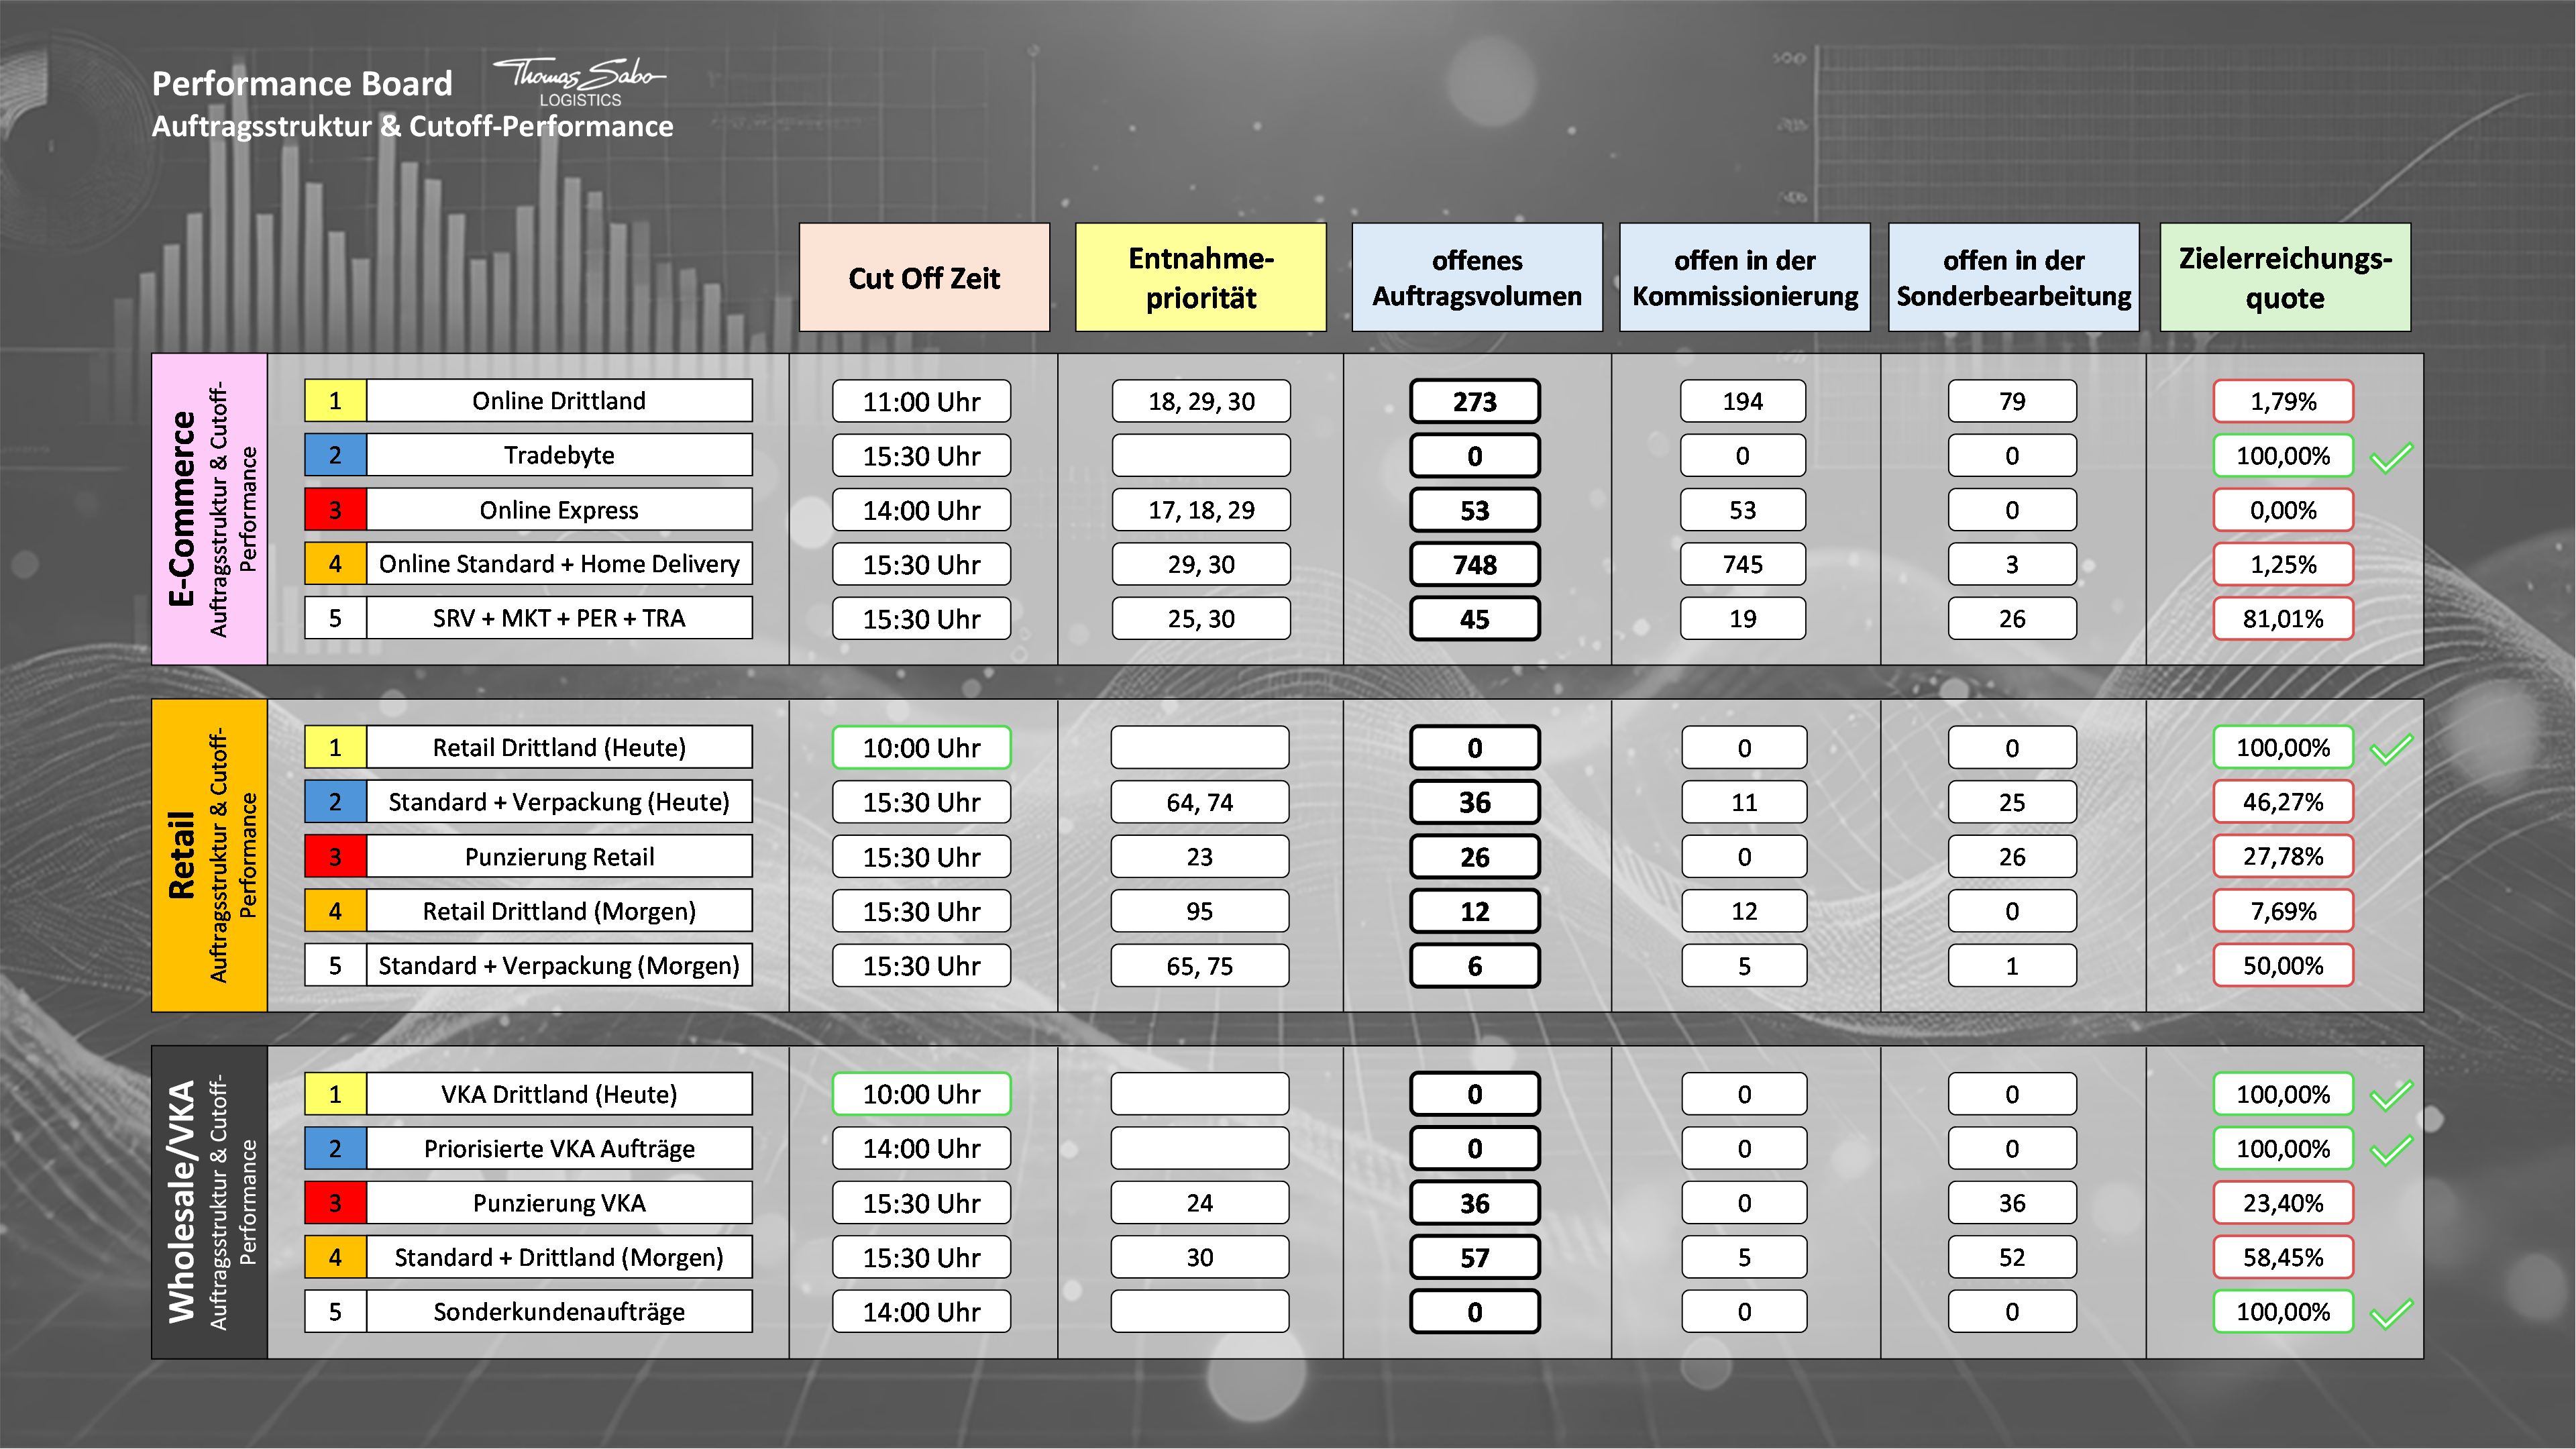 Performance Board
Thomas Sabo
LOGISTICS
Auftragsstruktur & Cutoff-Performance
Cut Off Zeit
Entnahme-
priorität
offenes
Auftragsvolumen
offen in der
Kommissionierung
offen in der
Sonderbearbeitung
Zielerreichungs-
quote
E-Commerce
Auftragsstruktur & Cutoff-
Performance
1 Online Drittland 11:00 Uhr 18, 29, 30 273 194 79 1,79%
2 Tradebyte 15:30 Uhr 0 0 0 100,00%
3 Online Express 14:00 Uhr 17, 18, 29 53 53 0 0,00%
4 Online Standard + Home Delivery 15:30 Uhr 29, 30 748 745 3 1,25%
5 SRV + MKT + PER + TRA 15:30 Uhr 25, 30 45 19 26 81,01%
Retail
Auftragsstruktur & Cutoff-
Performance
1 Retail Drittland (Heute) 10:00 Uhr 0 0 0 100,00%
2 Standard + Verpackung (Heute) 15:30 Uhr 64, 74 36 11 25 46,27%
3 Punzierung Retail 15:30 Uhr 23 26 0 26 27,78%
4 Retail Drittland (Morgen) 15:30 Uhr 95 12 12 0 7,69%
5 Standard + Verpackung (Morgen) 15:30 Uhr 65, 75 6 5 1 50,00%
Wholesale/VKA
Auftragsstruktur & Cutoff-
Performance
1 VKA Drittland (Heute) 10:00 Uhr 0 0 0 100,00%
2 Priorisierte VKA Aufträge 14:00 Uhr 0 0 0 100,00%
3 Punzierung VKA 15:30 Uhr 24 36 0 36 23,40%
4 Standard + Drittland (Morgen) 15:30 Uhr 30 57 5 52 58,45%
5 Sonderkundenaufträge 14:00 Uhr 0 0 0 100,00%